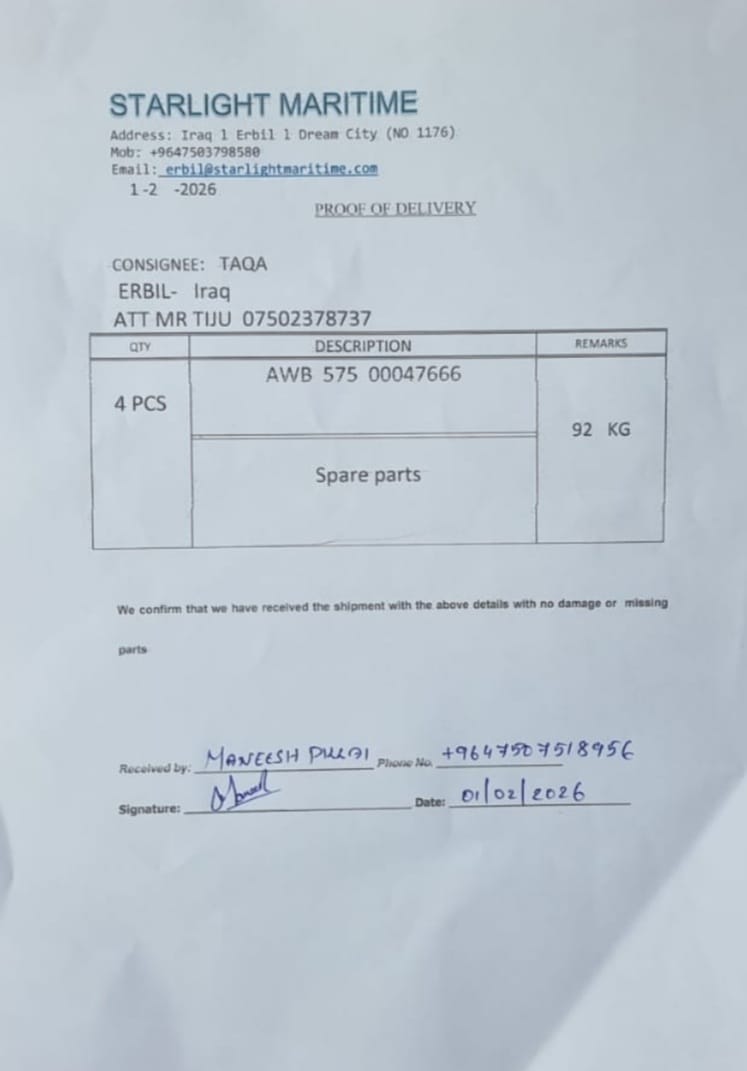 STARLIGHT MARITIME
Address: Iraq 1 Erbil 1 Dream City (NO 1176)
Mob: +9647503798580
Email: erbil@starlightmaritime.com
1-2 -2026
PROOF OF DELIVERY
CONSIGNEE: TAQA
ERBIL- Iraq
ATT MR TIJU 07502378737
QTY DESCRIPTION REMARKS
AWB 575 00047666
4 PCS
92 KG
Spare parts
We confirm that we have received the shipment with the above details with no damage or missing
parts
Received by: MANEESH Phone No. +9647507518956
Signature: Date: 01/02/2026